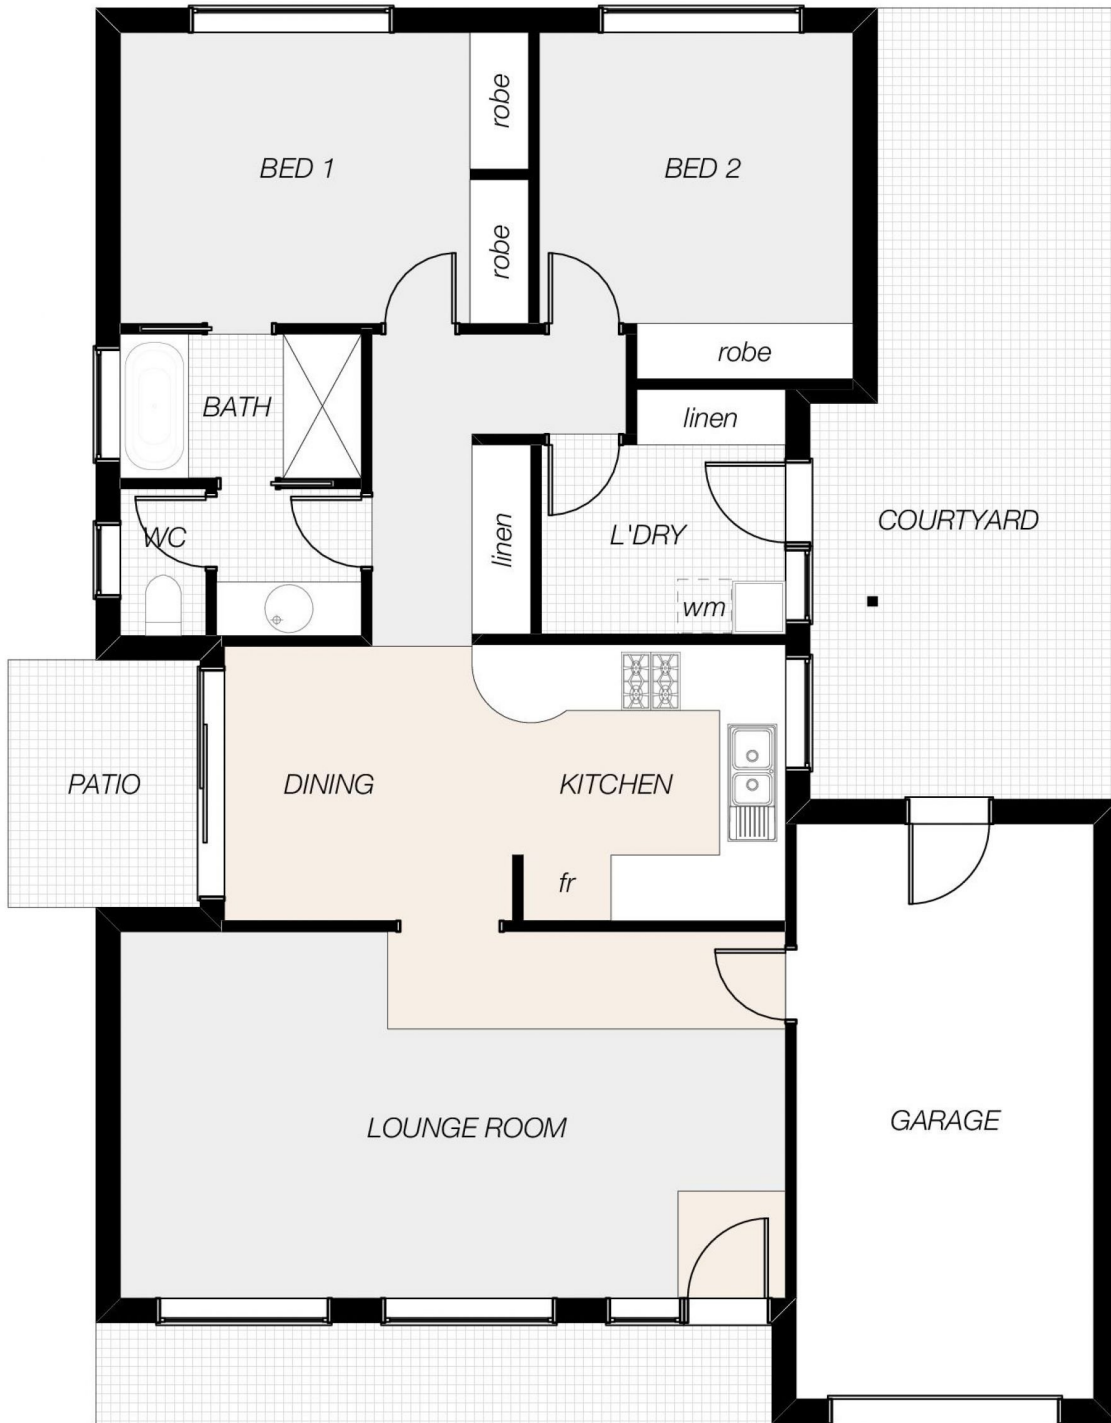 robe
BED 1
BED 2
robe
robe
BATH
linen
WC
linen
L'DRY
COURTYARD
wm
PATIO
DINING
KITCHEN
fr
LOUNGE ROOM
GARAGE